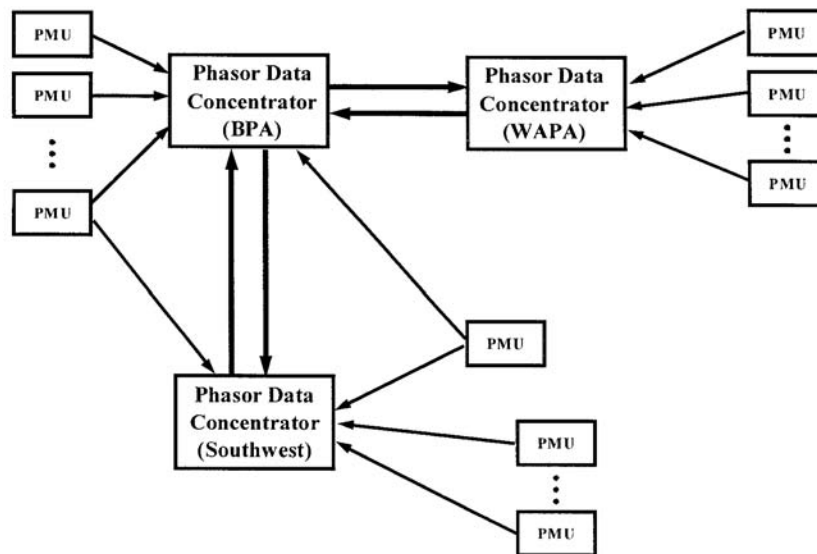 PMU
PMU
PMU
Phasor Data
Concentrator
(BPA)
Phasor Data
Concentrator
(WAPA)
PMU
PMU
PMU
PMU
Phasor Data
Concentrator
(Southwest)
PMU
PMU